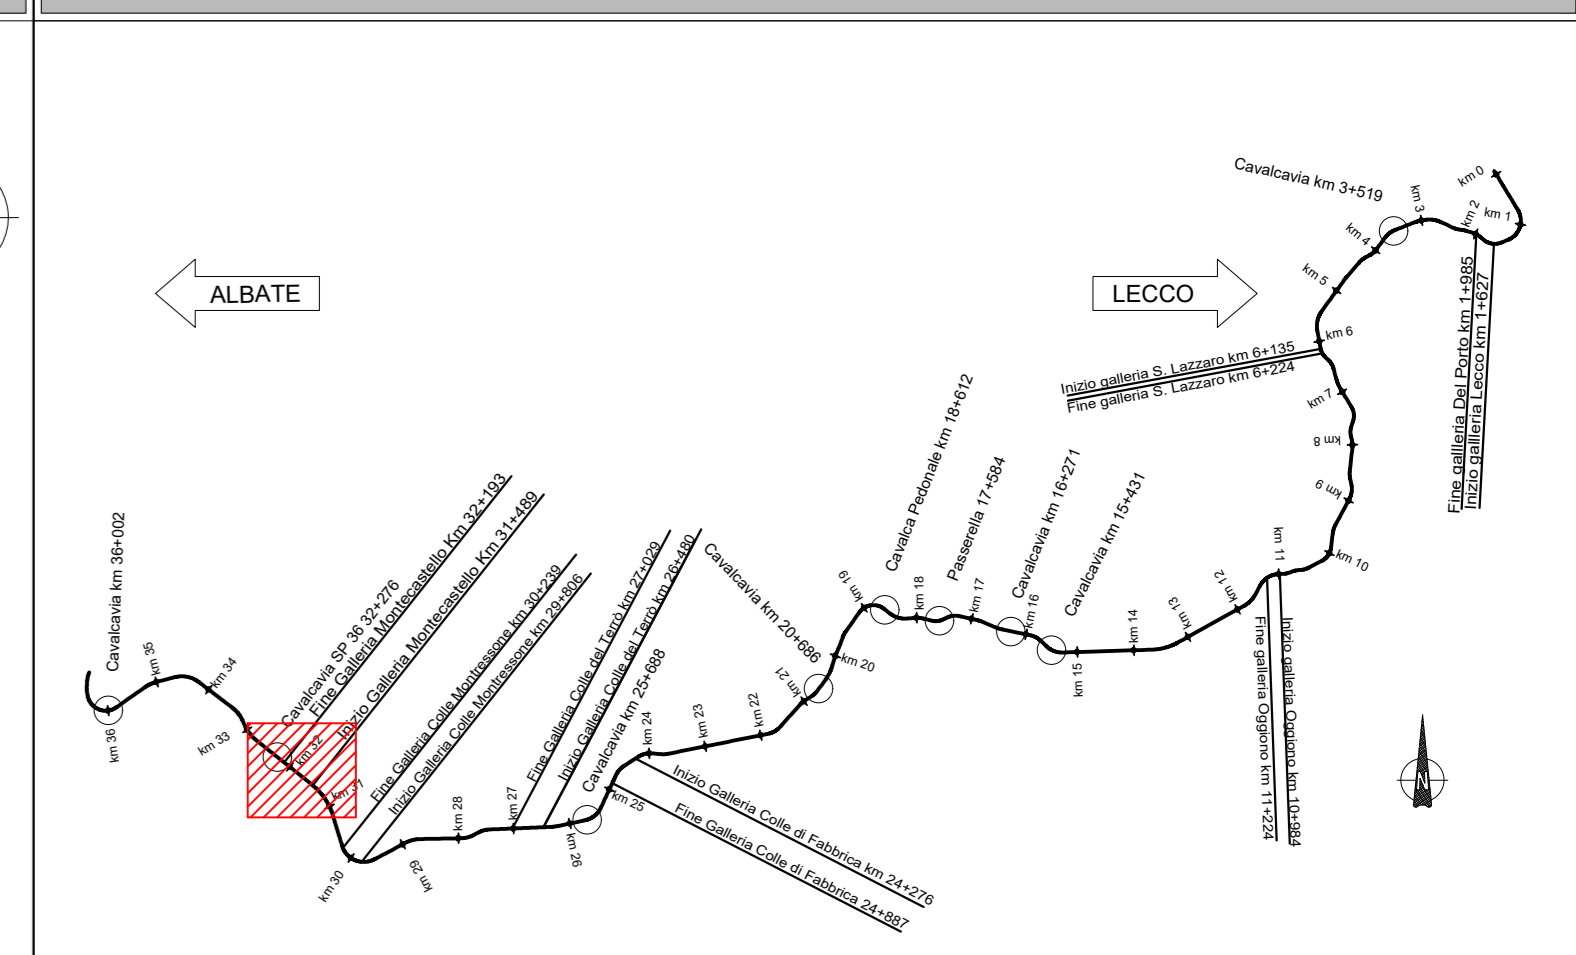 Cavalcavia km 3+519
km 0
km 1
km 2
km 3
km 4
km 5
km 6
km 7
km 8
km 9
km 10
km 11
km 12
km 13
km 14
km 15
km 16
km 17
km 18
km 19
km 20
km 21
km 22
km 23
km 24
km 25
km 26
km 27
km 28
km 29
km 30
km 31
km 32
km 33
km 34
km 35
km 36
ALBATE
LECCO
Fine gallleria Del Porto km 1+985
Inizio gallleria Lecco km 1+627
Inizio galleria S. Lazzaro km 6+135
Fine galleria S. Lazzaro km 6+224
Inizio galleria Oggiono km 10+984
Fine galleria Oggiono km 11+224
Cavalcavia km 15+431
Cavalcavia km 16+271
Passerella 17+584
Cavalca Pedonale km 18+612
Cavalcavia km 20+686
Inizio Galleria Colle di Fabbrica km 24+276
Fine Galleria Colle di Fabbrica 24+887
Cavalcavia km 25+688
Inizio Galleria Colle del Terrò km 26+480
Fine Galleria Colle del Terrò km 27+029
Inizio Galleria Colle Montressone km 29+806
Fine Galleria Colle Montressone km 30+239
Inizio Galleria Montecastello Km 31+489
Fine Galleria Montecastello Km 32+193
Cavalcavia SP 36 32+276
Cavalcavia km 36+002
N